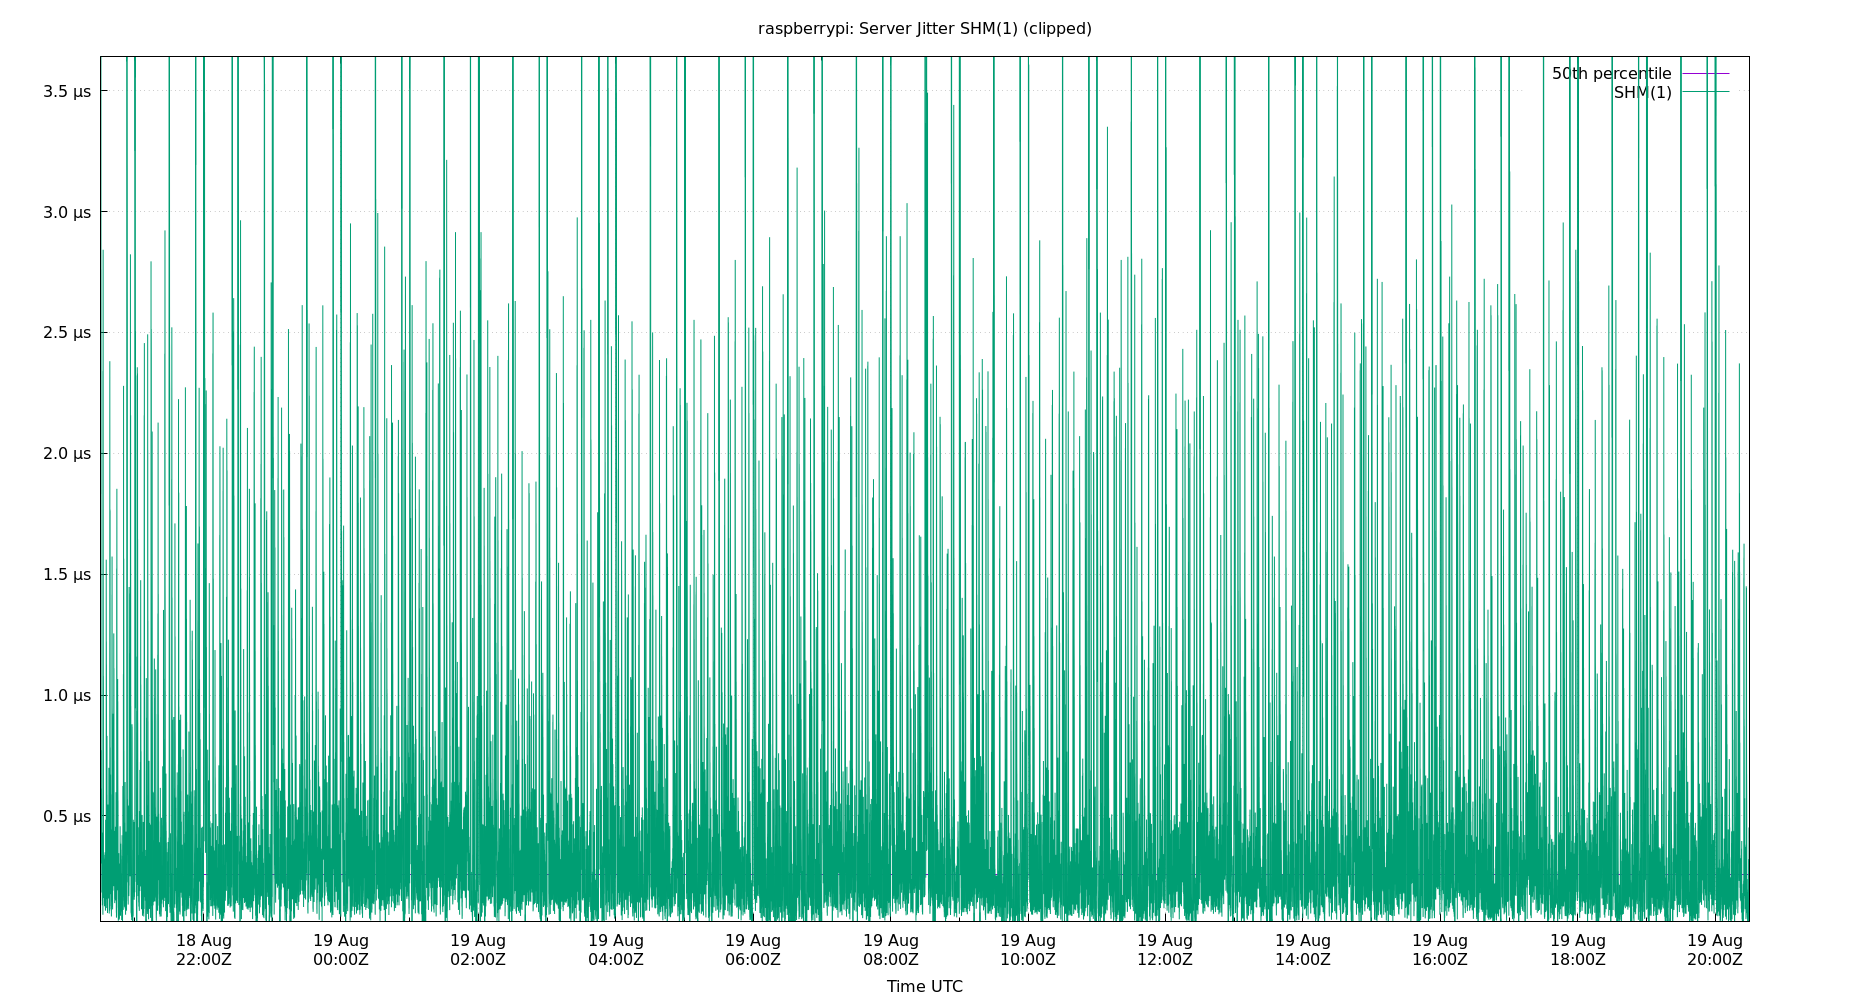 raspberrypi: Server Jitter SHM(1) (clipped)
50th percentile
SHM(1)
3.5 µs
3.0 µs
2.5 µs
2.0 µs
1.5 µs
1.0 µs
0.5 µs
18 Aug 19 Aug 19 Aug 19 Aug 19 Aug 19 Aug 19 Aug 19 Aug 19 Aug 19 Aug 19 Aug 19 Aug
22:00Z 00:00Z 02:00Z 04:00Z 06:00Z 08:00Z 10:00Z 12:00Z 14:00Z 16:00Z 18:00Z 20:00Z
Time UTC